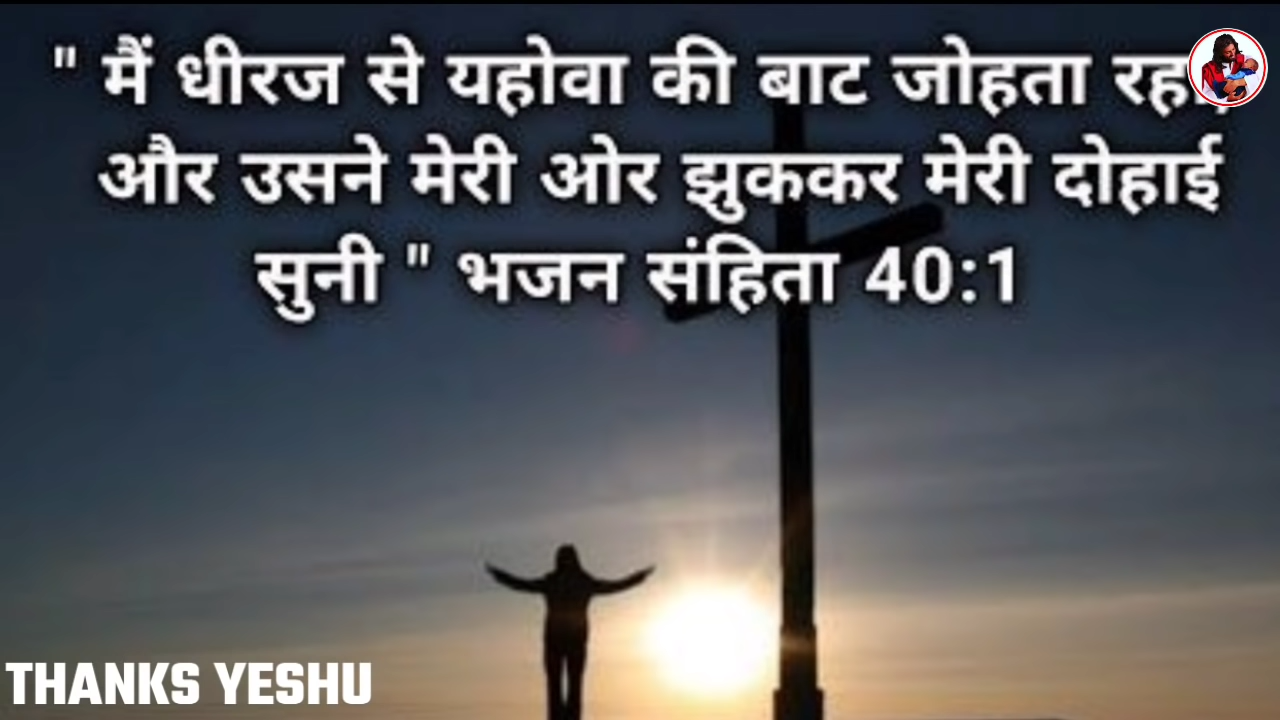 " मैं धीरज से यहोवा की बाट जोहता रहा,
और उसने मेरी ओर झुककर मेरी दोहाई
सुनी " भजन संहिता 40:1
THANKS YESHU